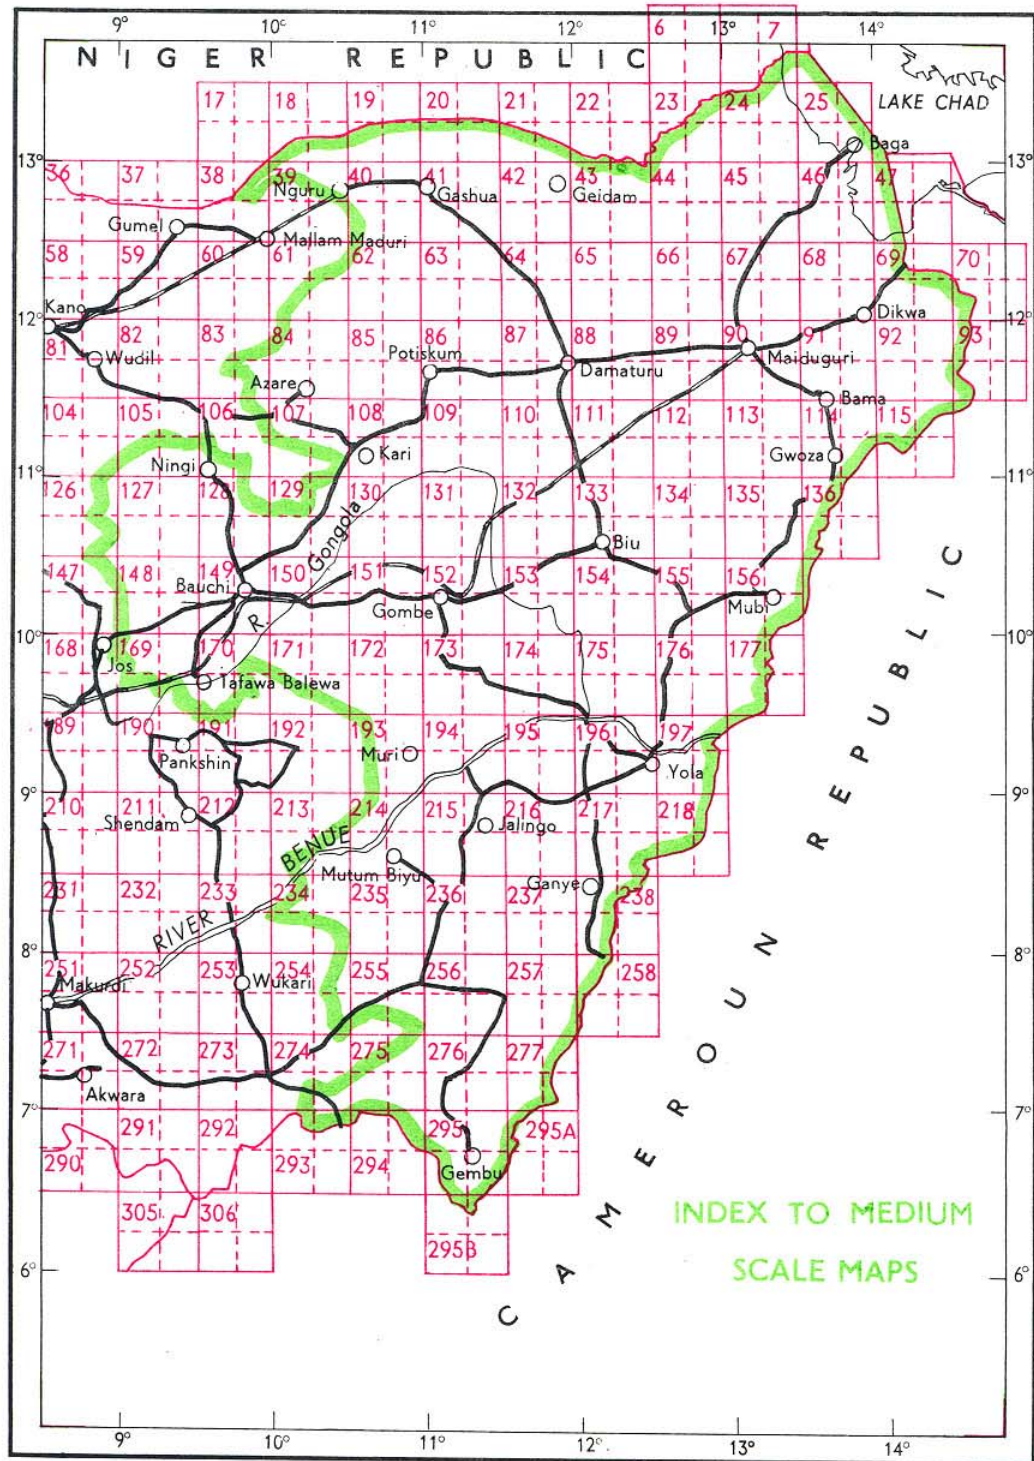 9° 10° 11° 12° 13° 14°
6 7
NIGER REPUBLIC
17 18 19 20 21 22 23 24 25
LAKE CHAD
Baga
13° 13°
36 37 38 39 40 41 42 43 44 45 46 47
Nguru Gashua Geidam
Gumel Mallam Maduri
58 59 60 61 62 63 64 65 66 67 68 69 70
Kano Dikwa
12° 12°
81 82 83 84 85 86 87 88 89 90 91 92 93
Wudil Potiskum Damaturu Maiduguri
Azare Bama
104 105 106 107 108 109 110 111 112 113 114 115
Ningi Kari Gwoza
11° 11°
126 127 128 129 130 131 132 133 134 135 136
R. Gongola
Biu
147 148 149 150 151 152 153 154 155 156
Bauchi Gombe Mubi
10° 10°
168 169 170 171 172 173 174 175 176 177
Jos Tafawa Balewa
189 190 191 192 193 194 195 196 197
Pankshin Muri Yola
9° 9°
210 211 212 213 214 215 216 217 218
Shendam Jalingo
RIVER BENUE
Mutum Biyu Ganye
231 232 233 234 235 236 237 238
8° 8°
251 252 253 254 255 256 257 258
Makurdi Wukari
271 272 273 274 275 276 277
Akwara
7° 7°
291 292 295 295A
290 293 294
Gembu
305 306 295B
CAMEROUN REPUBLIC
INDEX TO MEDIUM
SCALE MAPS
6° 6°
9° 10° 11° 12° 13° 14°